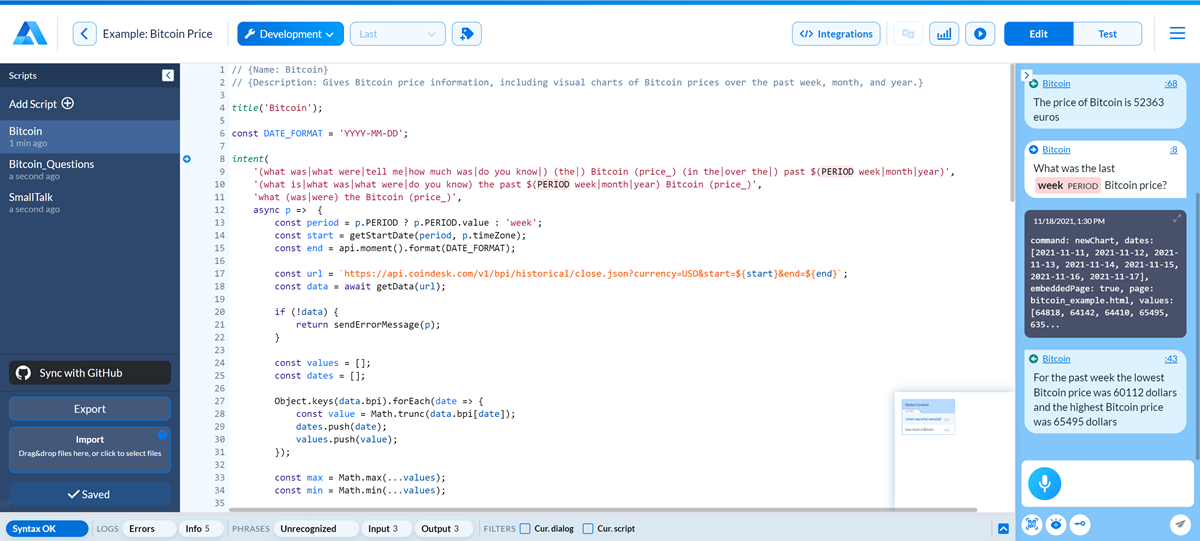 Example: Bitcoin Price
Development
Last
</> Integrations
Edit
Test
Scripts
Add Script
Bitcoin
1 min ago
Bitcoin_Questions
a second ago
SmallTalk
a second ago
Sync with GitHub
Export
Import
Drag&drop files here, or click to select files
Saved
1 // {Name: Bitcoin}
2 // {Description: Gives Bitcoin price information, including visual charts of Bitcoin prices over the past week, month, and year.}
3
4 title('Bitcoin');
5
6 const DATE_FORMAT = 'YYYY-MM-DD';
7
8 intent(
9 '(what was|what were|tell me|how much was|do you know|) (the|) Bitcoin (price_) (in the|over the|) past $(PERIOD week|month|year)',
10 '(what is|what was|what were|do you know) the past $(PERIOD week|month|year) Bitcoin (price_)',
11 'what (was|were) the Bitcoin (price_)',
12 async p => {
13 const period = p.PERIOD ? p.PERIOD.value : 'week';
14 const start = getStartDate(period, p.timeZone);
15 const end = api.moment().format(DATE_FORMAT);
16
17 const url = `https://api.coindesk.com/v1/bpi/historical/close.json?currency=USD&start=${start}&end=${end}`;
18 const data = await getData(url);
19
20 if (!data) {
21 return sendErrorMessage(p);
22 }
23
24 const values = [];
25 const dates = [];
26
27 Object.keys(data.bpi).forEach(date => {
28 const value = Math.trunc(data.bpi[date]);
29 dates.push(date);
30 values.push(value);
31 });
32
33 const max = Math.max(...values);
34 const min = Math.min(...values);
35
Bitcoin :68
The price of Bitcoin is 52363
euros
Bitcoin :8
What was the last
week PERIOD Bitcoin price?
11/18/2021, 1:30 PM
command: newChart, dates:
[2021-11-11, 2021-11-12, 2021-
11-13, 2021-11-14, 2021-11-15,
2021-11-16, 2021-11-17],
embeddedPage: true, page:
bitcoin_example.html, values:
[64818, 64142, 64410, 65495,
635...
Bitcoin :43
For the past week the lowest
Bitcoin price was 60112 dollars
and the highest Bitcoin price
was 65495 dollars
Syntax OK
LOGS
Errors
Info 5
PHRASES
Unrecognized
Input 3
Output 3
FILTERS
Cur. dialog
Cur. script